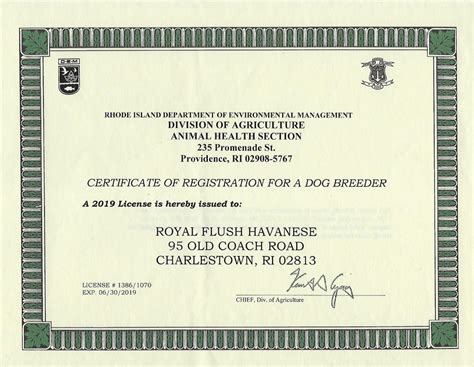 D·E·M
RHODE ISLAND DEPARTMENT OF ENVIRONMENTAL MANAGEMENT
DIVISION OF AGRICULTURE
ANIMAL HEALTH SECTION
235 Promenade St.
Providence, RI 02908-5767
CERTIFICATE OF REGISTRATION FOR A DOG BREEDER
A 2019 License is hereby issued to:
ROYAL FLUSH HAVANESE
95 OLD COACH ROAD
CHARLESTOWN, RI 02813
LICENSE # 1386/1070
EXP. 06/30/2019
CHIEF, Div. of Agriculture